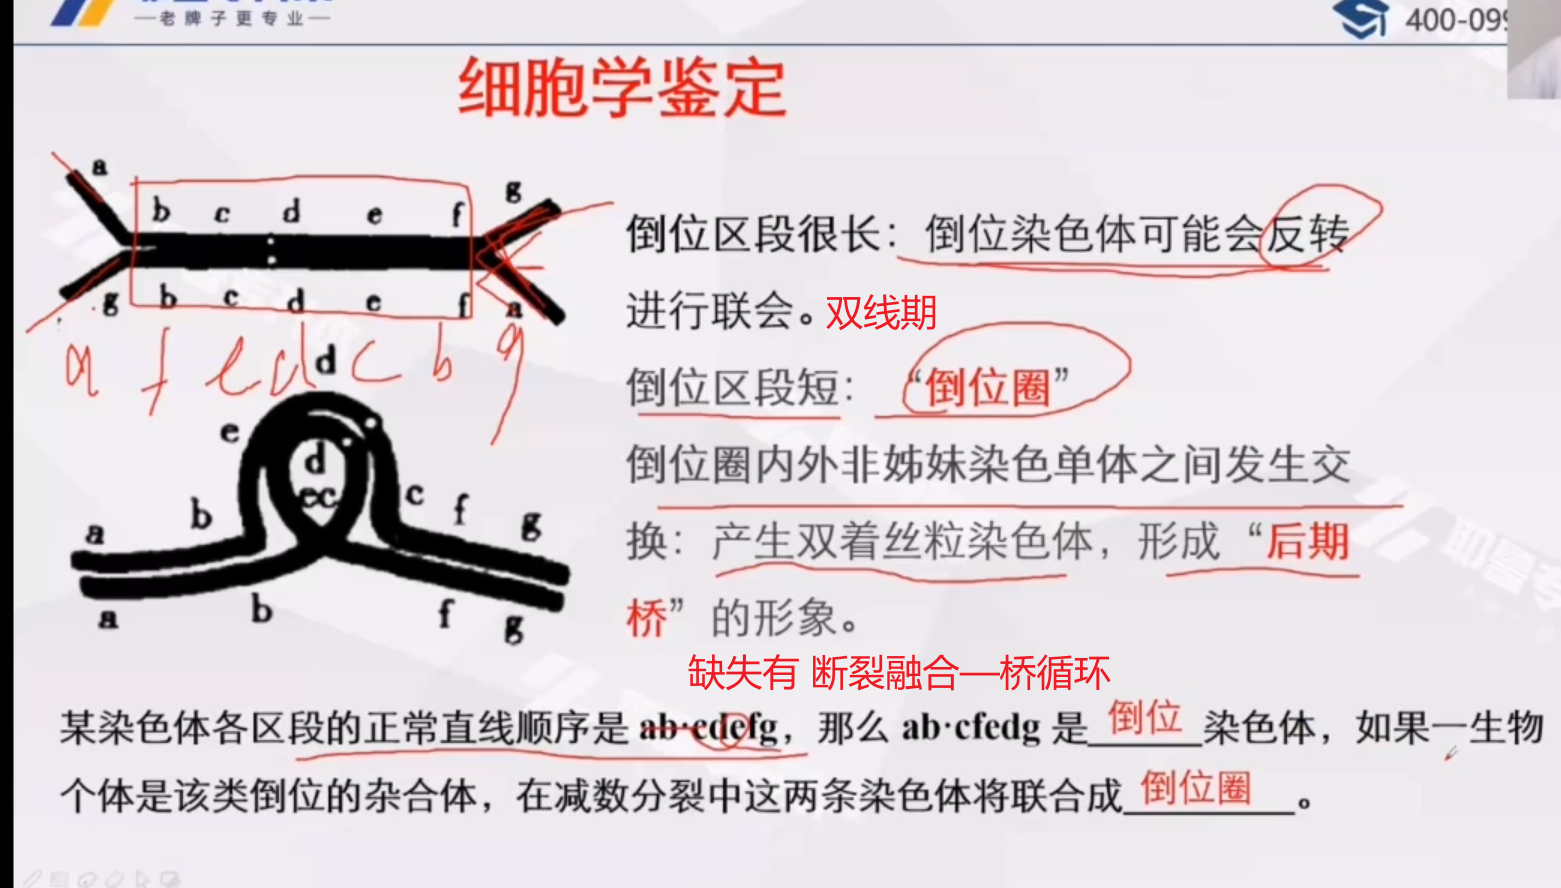 —老牌子更专业—
400-099
细胞学鉴定
a
g
b c d e f
b c d e f
g
a
a f e d c b g
d
e
d
ec
b
c
f
g
a
a
b
f
g
倒位区段很长：倒位染色体可能会反转
进行联会。双线期
倒位区段短：“倒位圈”
倒位圈内外非姊妹染色单体之间发生交
换：产生双着丝粒染色体，形成“后期
桥”的形象。
缺失有 断裂融合—桥循环
某染色体各区段的正常直线顺序是 ab·cdefg，那么 ab·cfedg 是 倒位 染色体，如果一生物
个体是该类倒位的杂合体，在减数分裂中这两条染色体将联合成 倒位圈 。